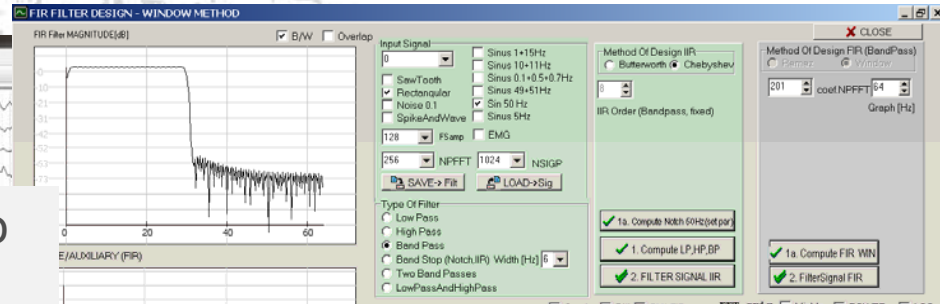 FIR FILTER DESIGN - WINDOW METHOD
CLOSE
FIR Filter MAGNITUDE[dB]
B/W
Overlap
0
-21
-31
-42
-52
-63
-73
0
20
40
60
E/AUXILIARY (FIR)
Input Signal
0
SawTooth
Rectangular
Noise 0.1
SpikeAndWave
Sinus 1+15Hz
Sinus 10+11Hz
Sinus 0.1+0.5+0.7Hz
Sinus 49+51Hz
Sin 50 Hz
Sinus 5Hz
128 FSamp
EMG
256 NPFFT
1024 NSIGP
SAVE-> Filt
LOAD->Sig
Type Of Filter
Low Pass
High Pass
Band Pass
Band Stop (Notch,IIR) Width [Hz] 6
Two Band Passes
LowPassAndHighPass
Method Of Design IIR
Butterworth
Chebyshev
8
IIR Order (Bandpass, fixed)
1a. Compute Notch 50Hz(set par)
1. Compute LP,HP,BP
2. FILTER SIGNAL IIR
Method Of Design FIR (BandPass)
Remez
Window
201 coef.NPFFT 64
Graph [Hz]
1a. Compute FIR WIN
2. FilterSignal FIR